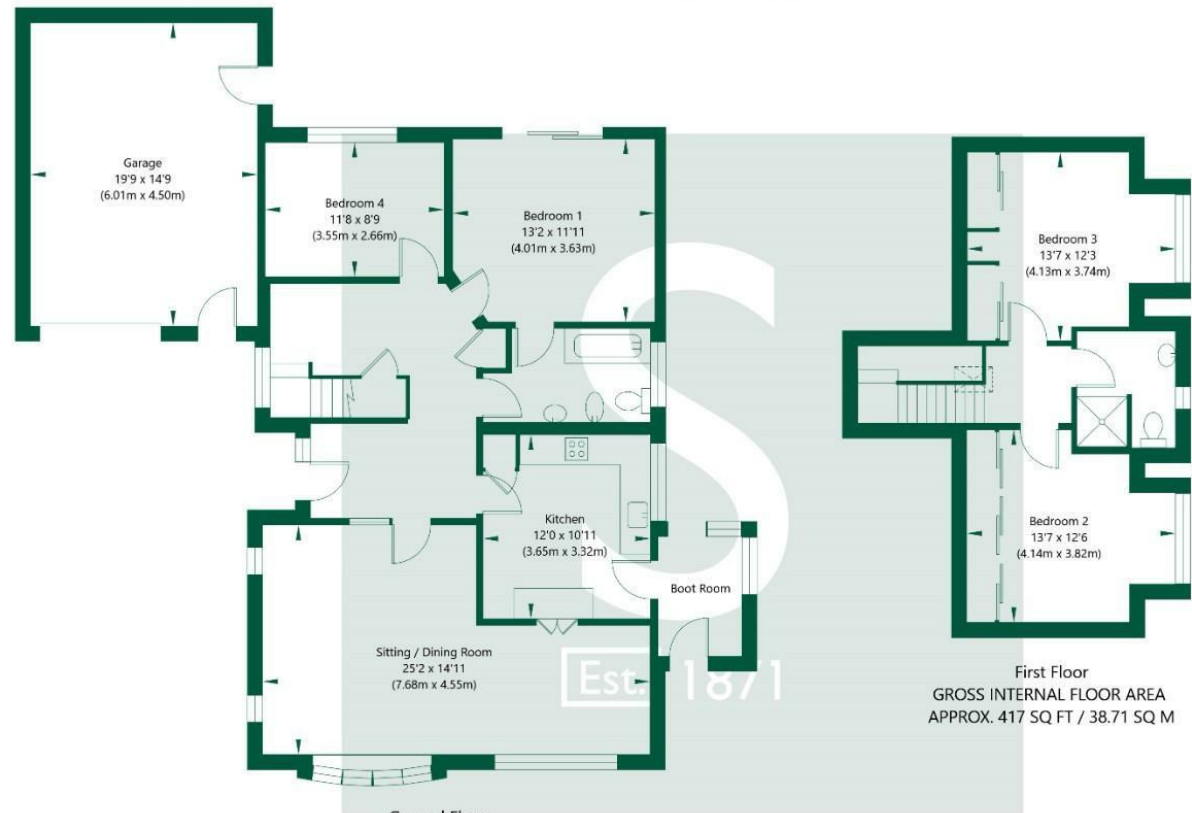 Garage
19'9 x 14'9
(6.01m x 4.50m)
Bedroom 4
11'8 x 8'9
(3.55m x 2.66m)
Bedroom 1
13'2 x 11'11
(4.01m x 3.63m)
Bedroom 3
13'7 x 12'3
(4.13m x 3.74m)
Kitchen
12'0 x 10'11
(3.65m x 3.32m)
Bedroom 2
13'7 x 12'6
(4.14m x 3.82m)
Boot Room
Sitting / Dining Room
25'2 x 14'11
(7.68m x 4.55m)
S
Est. 1871
First Floor
GROSS INTERNAL FLOOR AREA
APPROX. 417 SQ FT / 38.71 SQ M